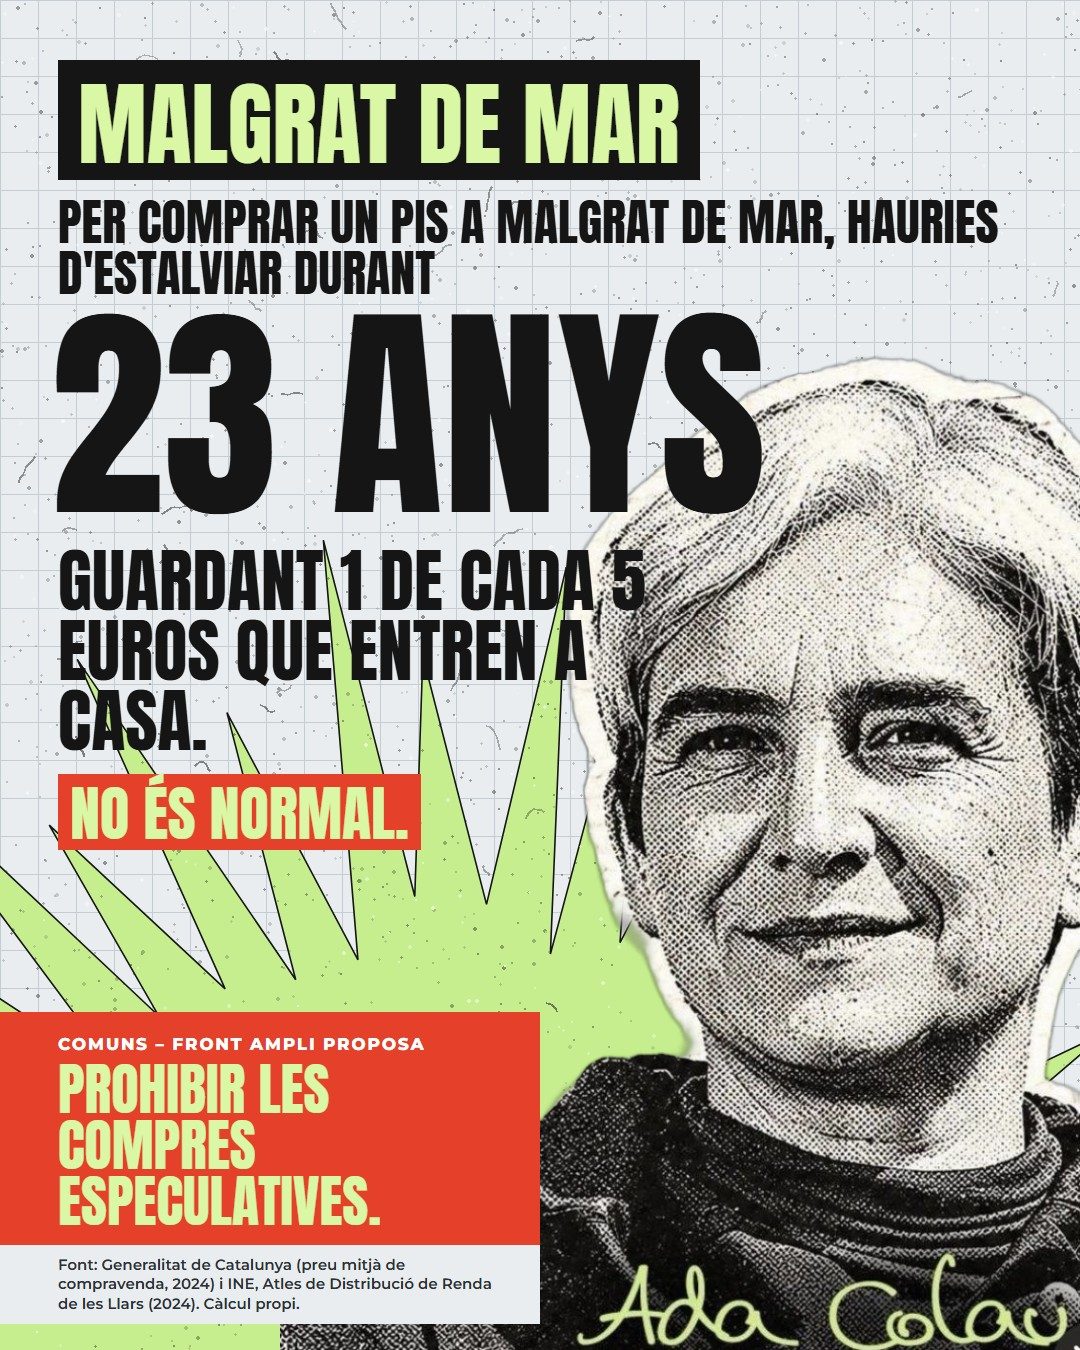 MALGRAT DE MAR
PER COMPRAR UN PIS A MALGRAT DE MAR, HAURIES
D'ESTALVIAR DURANT
23 ANYS
GUARDANT 1 DE CADA 5
EUROS QUE ENTREN A
CASA.
NO ÉS NORMAL.
COMUNS – FRONT AMPLI PROPOSA
PROHIBIR LES
COMPRES
ESPECULATIVES.
Font: Generalitat de Catalunya (preu mitjà de
compravenda, 2024) i INE, Atles de Distribució de Renda
de les Llars (2024). Càlcul propi.
Ada Colau